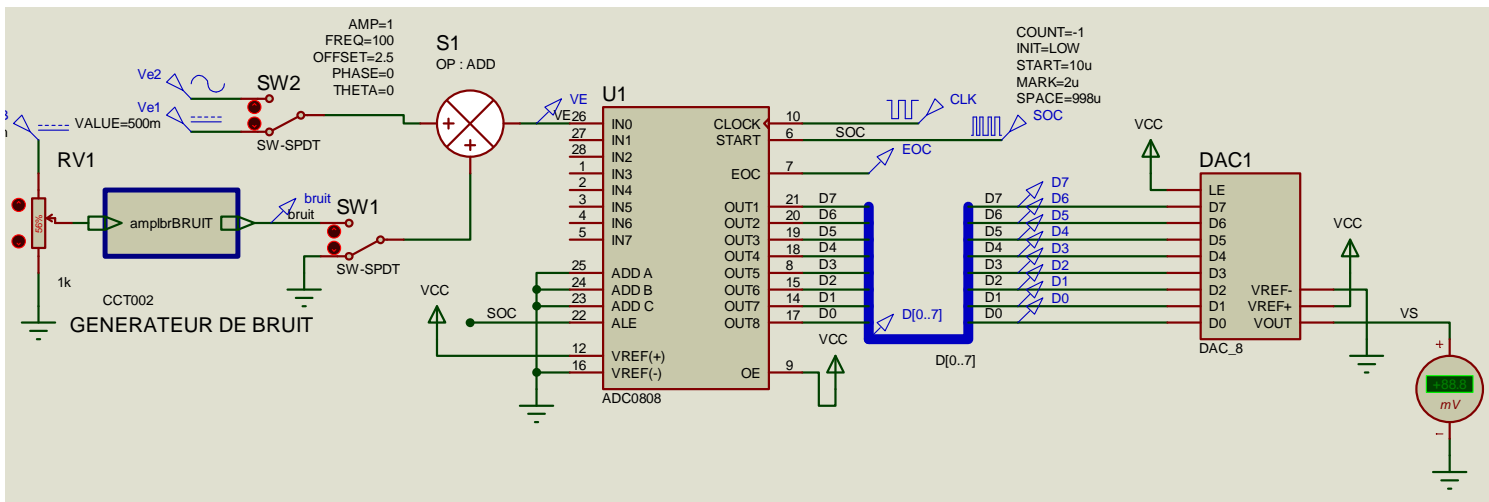 AMP=1
FREQ=100
OFFSET=2.5
PHASE=0
THETA=0
S1
OP : ADD
COUNT=-1
INIT=LOW
START=10u
MARK=2u
SPACE=998u
Ve2
SW2
Ve1
VALUE=500m
SW-SPDT
VE
VE
U1
CLK
SOC
SOC
EOC
VCC
DAC1
RV1
56%
1k
amplbrBRUIT
CCT002
GENERATEUR DE BRUIT
bruit
bruit
SW1
SW-SPDT
26 IN0
27 IN1
28 IN2
1 IN3
2 IN4
3 IN5
4 IN6
5 IN7
25 ADD A
24 ADD B
23 ADD C
22 ALE
12 VREF(+)
16 VREF(-)
SOC
VCC
CLOCK 10
START 6
EOC 7
OUT1 21 D7
OUT2 20 D6
OUT3 19 D5
OUT4 18 D4
OUT5 8 D3
OUT6 15 D2
OUT7 14 D1
OUT8 17 D0
OE 9
ADC0808
VCC
D[0..7]
D[0..7]
D7 D7
D6 D6
D5 D5
D4 D4
D3 D3
D2 D2
D1 D1
D0 D0
LE
D7
D6
D5
D4
D3
D2
D1
D0
VREF-
VREF+
VOUT
DAC_8
VCC
VS
+88.8
mV